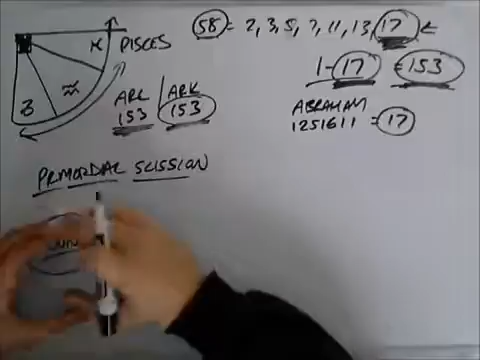 58 = 2, 3, 5, 7, 11, 13, 17 ←
PISCES
1 - 17 = 153
ARC | ARK
153 | 153
ABRAHAM
1251611 = 17
PRMORDIAL SCISSION